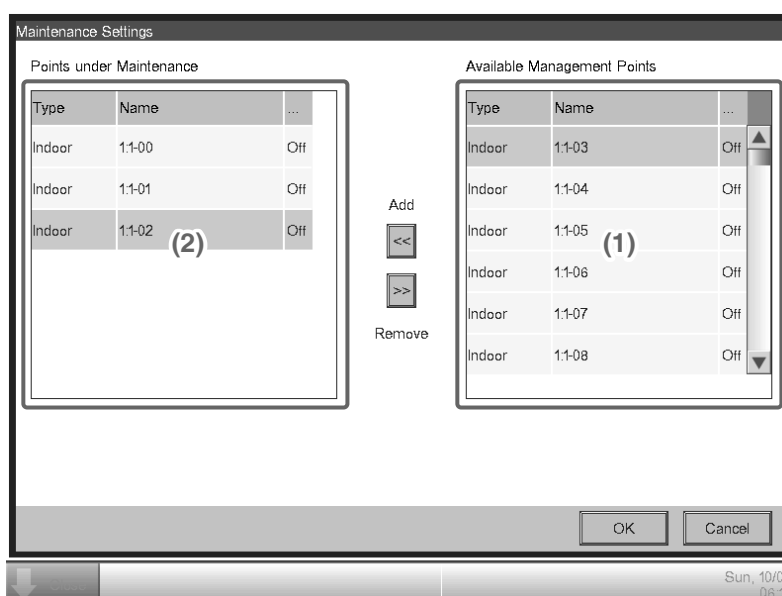 Maintenance Settings
Points under Maintenance
Available Management Points
Type Name ...
Indoor 1:1-00 Off
Indoor 1:1-01 Off
Indoor 1:1-02 Off
(2)
Add
<<
>>
Remove
Type Name ...
Indoor 1:1-03 Off
Indoor 1:1-04 Off
Indoor 1:1-05 Off
(1)
Indoor 1:1-06 Off
Indoor 1:1-07 Off
Indoor 1:1-08 Off
OK
Cancel
Sun, 10/0